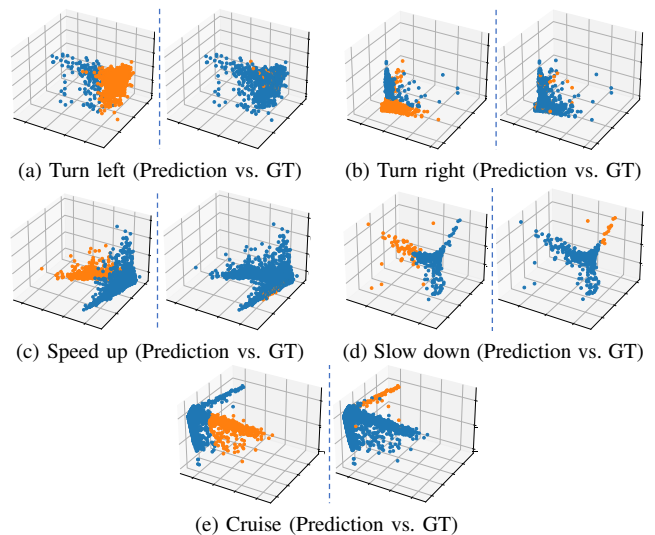 (a) Turn left (Prediction vs. GT)
(b) Turn right (Prediction vs. GT)
(c) Speed up (Prediction vs. GT)
(d) Slow down (Prediction vs. GT)
(e) Cruise (Prediction vs. GT)